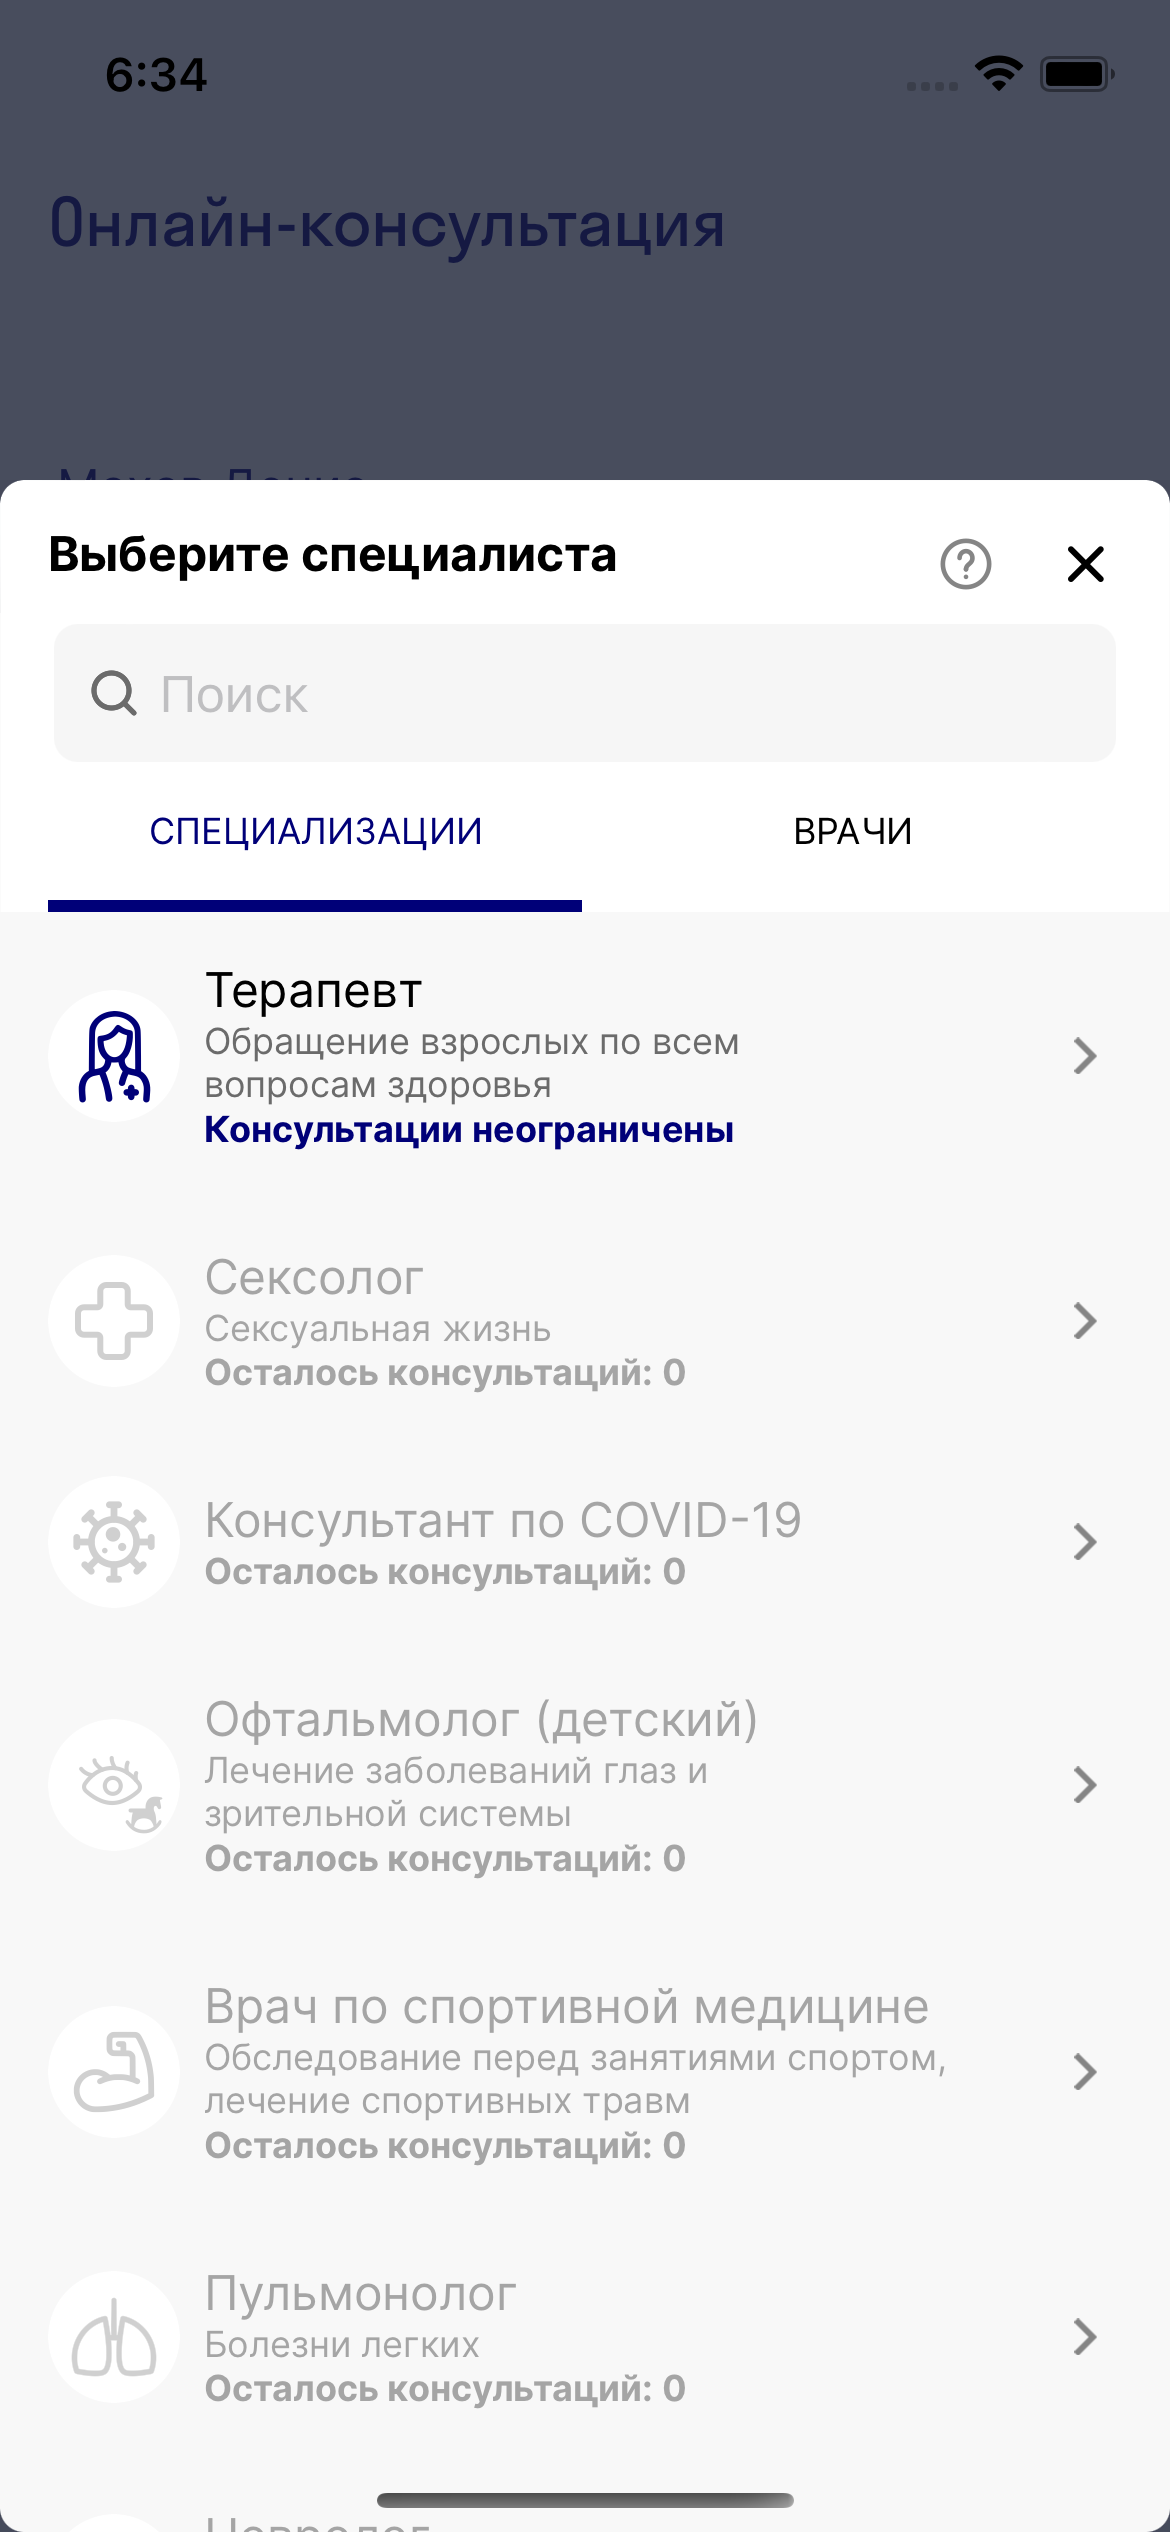 6:34
Онлайн-консультация
Выберите специалиста
Поиск
СПЕЦИАЛИЗАЦИИ
ВРАЧИ
Терапевт
Обращение взрослых по всем
вопросам здоровья
Консультации неограничены
Сексолог
Сексуальная жизнь
Осталось консультаций: 0
Консультант по COVID-19
Осталось консультаций: 0
Офтальмолог (детский)
Лечение заболеваний глаз и
зрительной системы
Осталось консультаций: 0
Врач по спортивной медицине
Обследование перед занятиями спортом,
лечение спортивных травм
Осталось консультаций: 0
Пульмонолог
Болезни легких
Осталось консультаций: 0